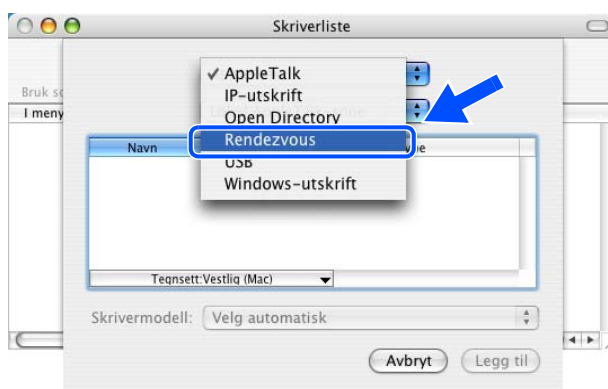 Skriverliste
✓ AppleTalk
IP-utskrift
Bruk
Open Directory
I meny
Rendezvous
Navn
USB
Windows-utskrift
Tegnsett:Vestlig (Mac)
Skrivermodell: Velg automatisk
Avbryt Legg til